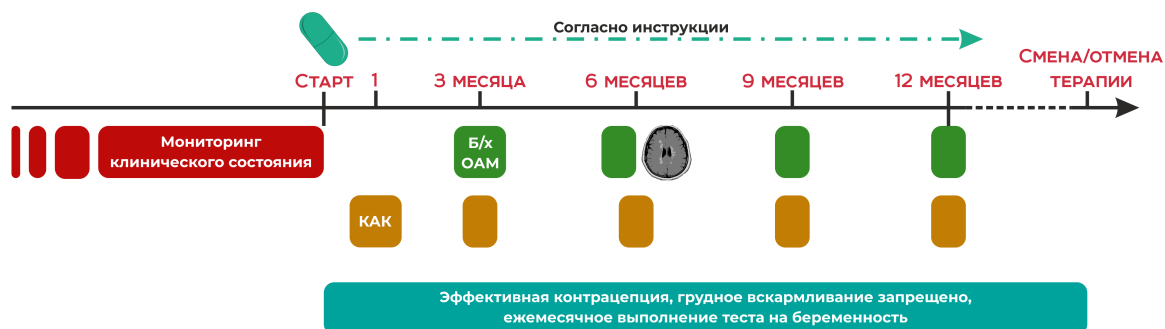 Согласно инструкции
Смена/отмена
терапии
Старт
1
3 месяца
6 месяцев
9 месяцев
12 месяцев
Мониторинг
клинического состояния
Б/х
ОАМ
КАК
Эффективная контрацепция, грудное вскармливание запрещено,
ежемесячное выполнение теста на беременность